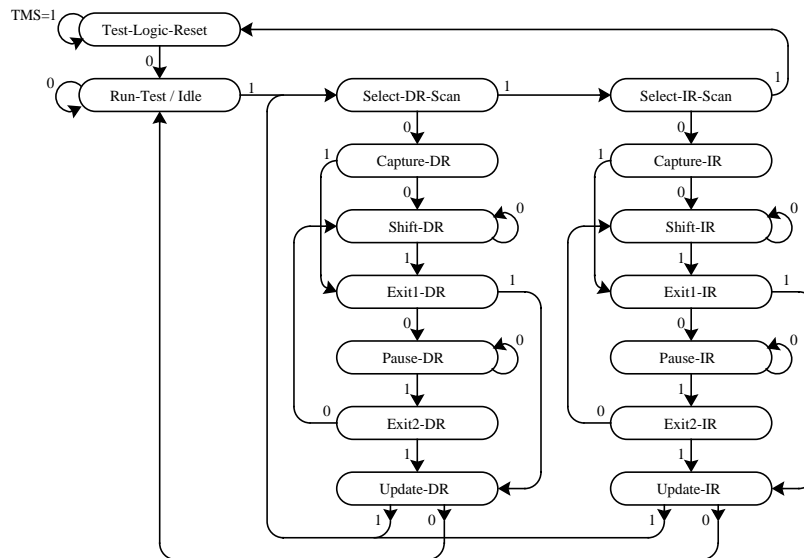 TMS=1
Test-Logic-Reset
0
1
0
Run-Test / Idle
1
Select-DR-Scan
1
Select-IR-Scan
0
0
1
Capture-DR
1
Capture-IR
0
0
Shift-DR
0
Shift-IR
0
1
1
Exit1-DR
1
Exit1-IR
1
0
0
Pause-DR
0
Pause-IR
0
1
1
0
Exit2-DR
0
Exit2-IR
1
1
Update-DR
Update-IR
1
0
1
0